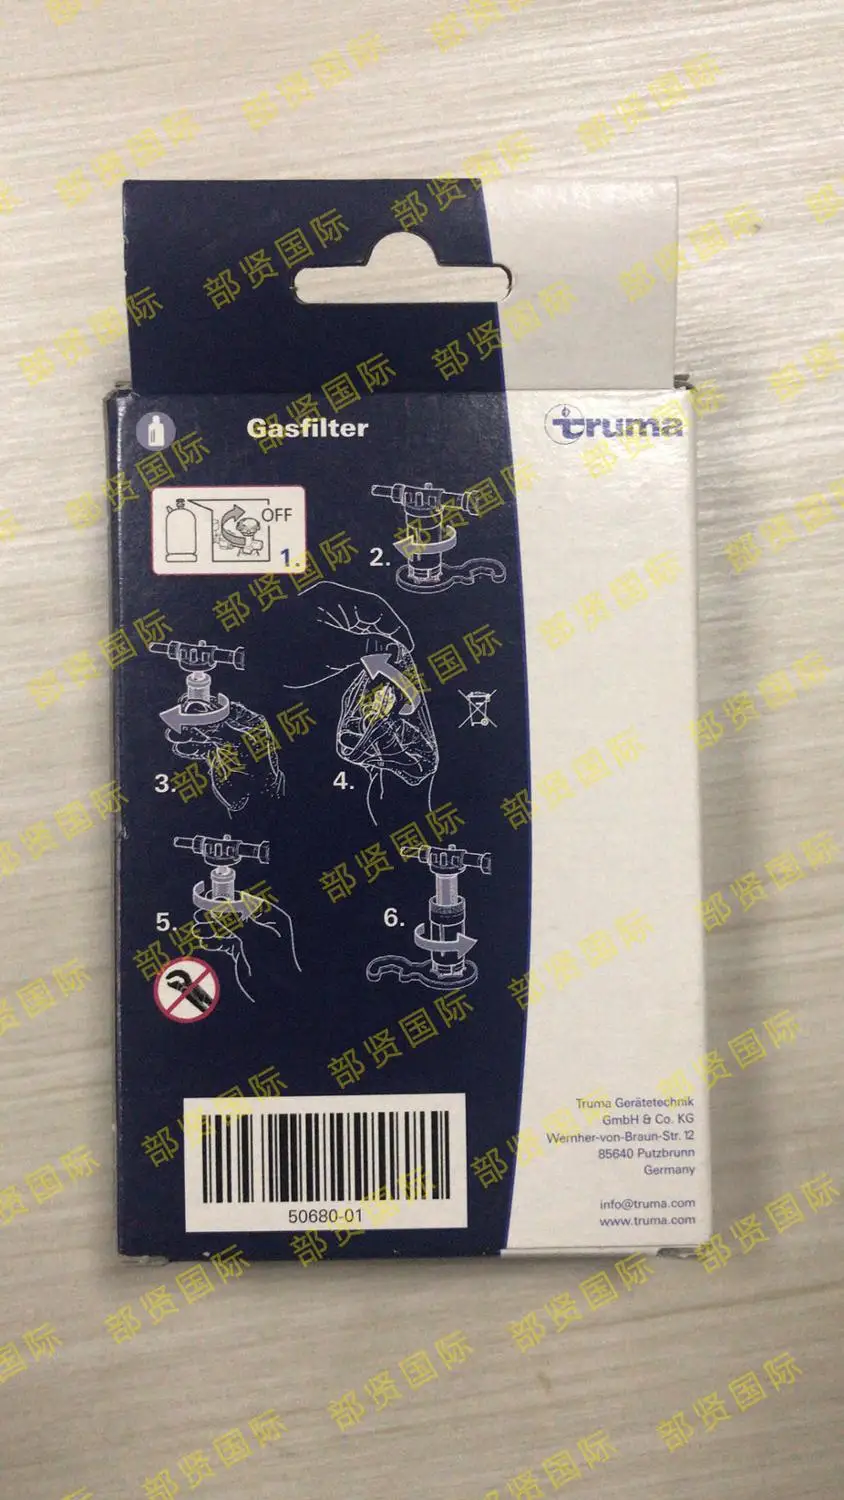 Gasfilter
truma
OFF
1.
2.
3.
4.
5.
6.
50680-01
Truma Gerätetechnik
GmbH & Co. KG
Wernher-von-Braun-Str. 12
85640 Putzbrunn
Germany
info@truma.com
www.truma.com
部贤国际